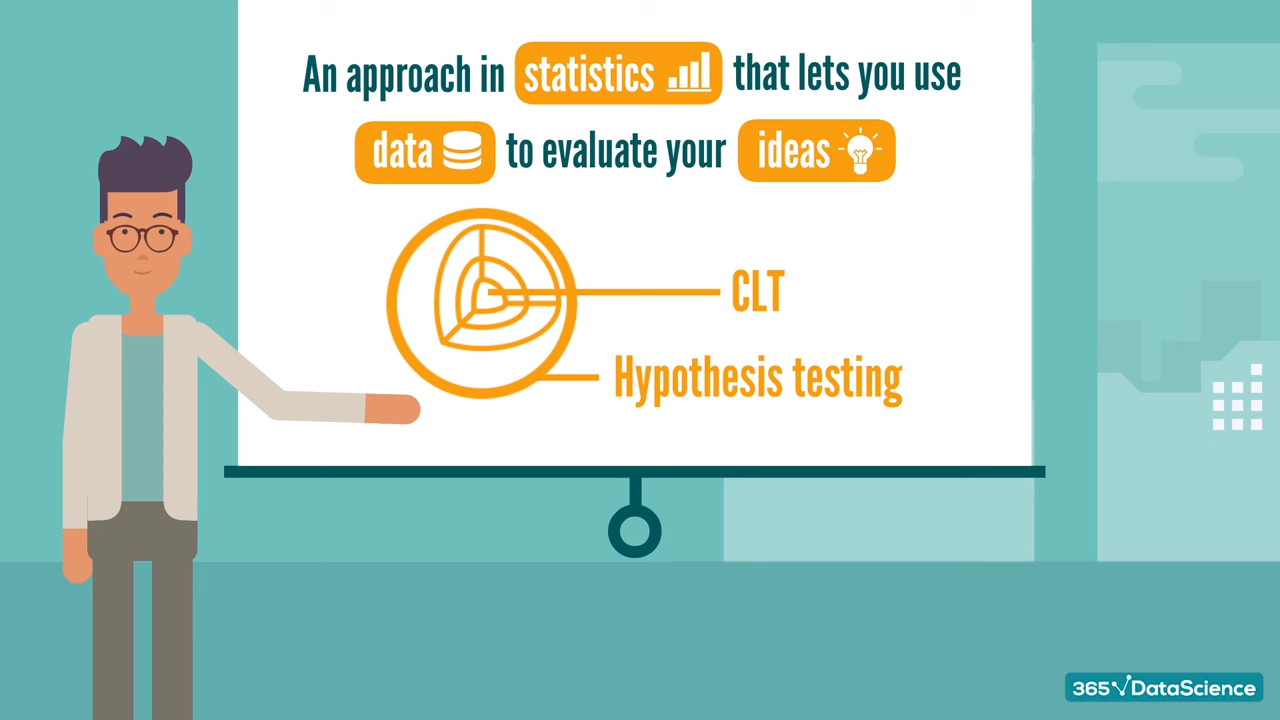 An approach in statistics that lets you use
data to evaluate your ideas
CLT
Hypothesis testing
365 DataScience